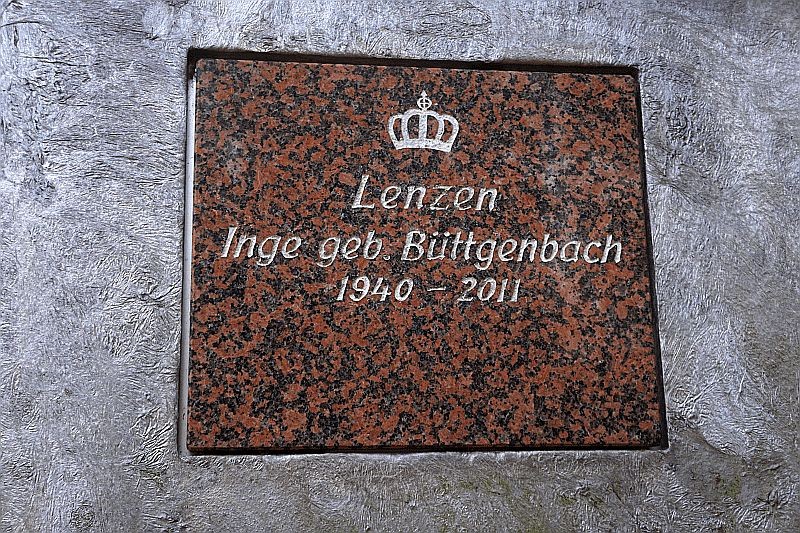 Lenzen
Inge geb. Büttgenbach
1940 – 2011